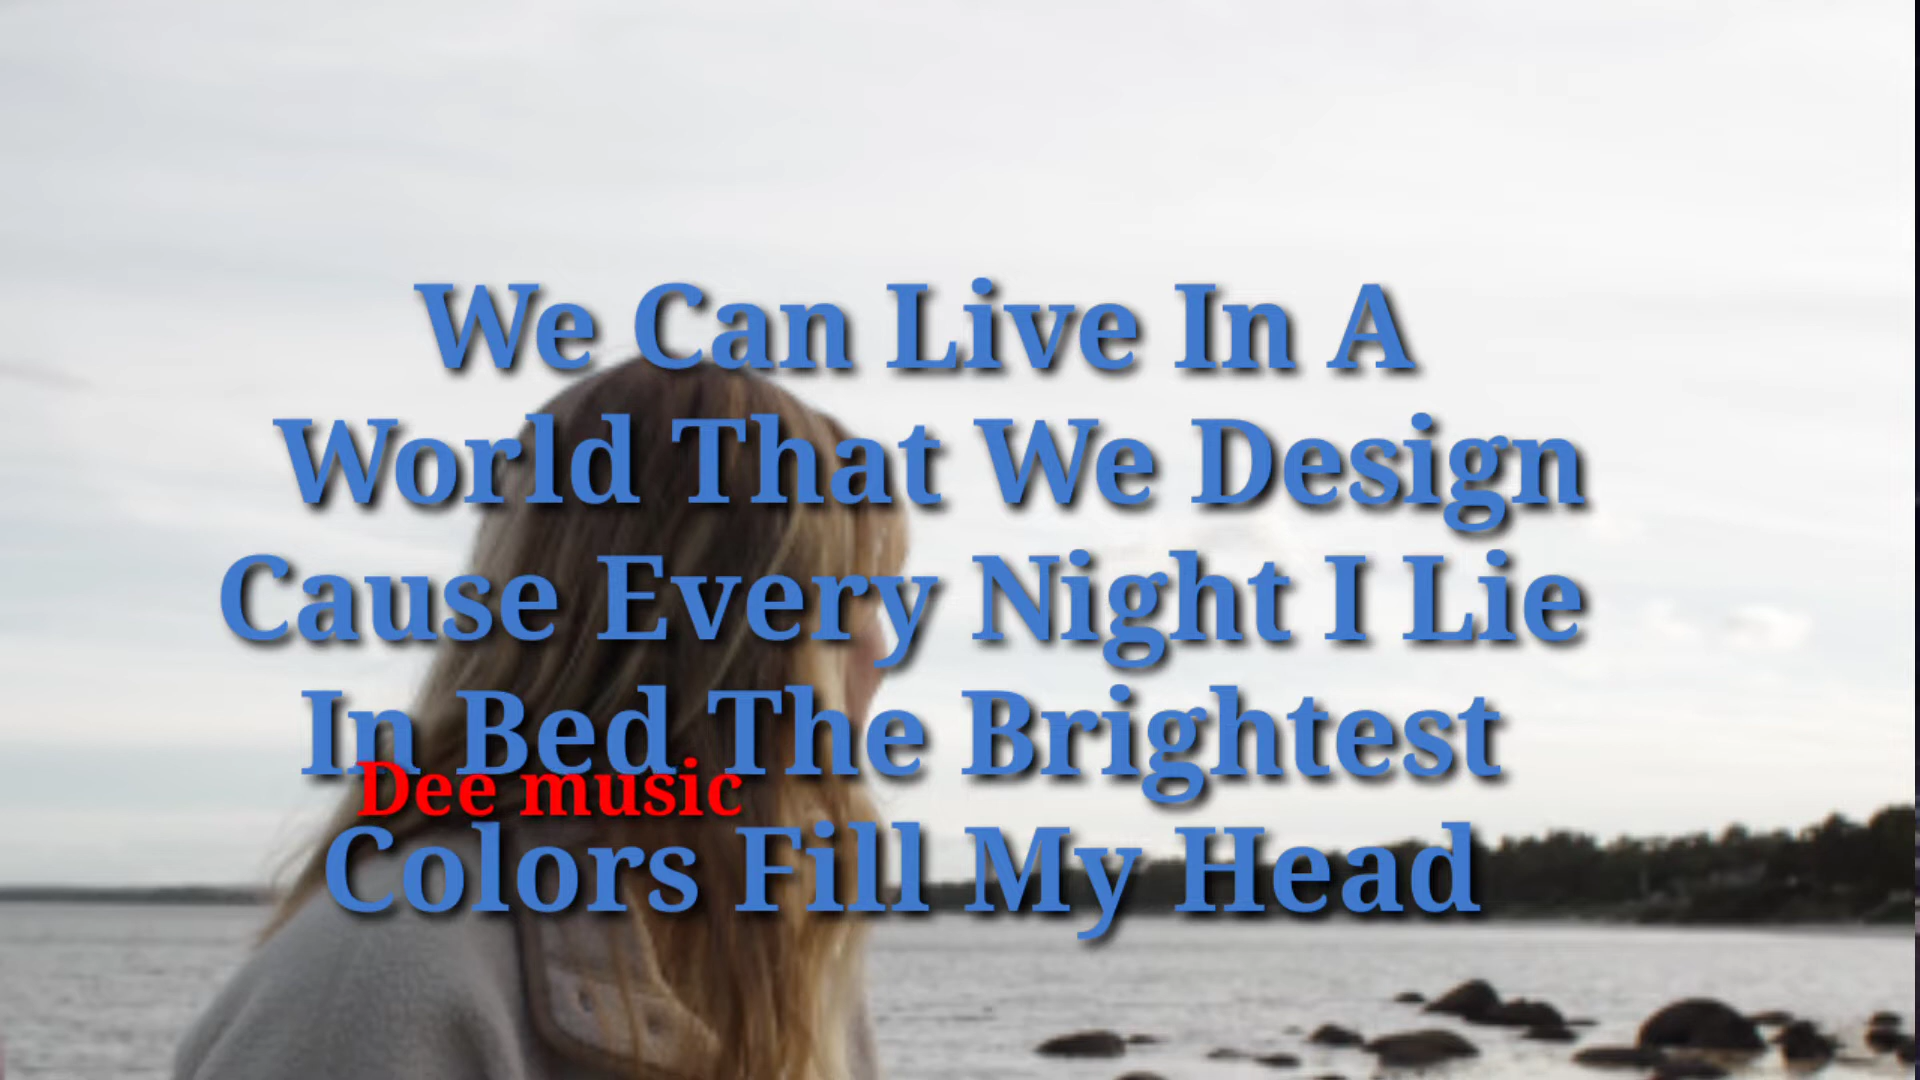 We Can Live In A
World That We Design
Cause Every Night I Lie
In Bed The Brightest
Dee music
Colors Fill My Head